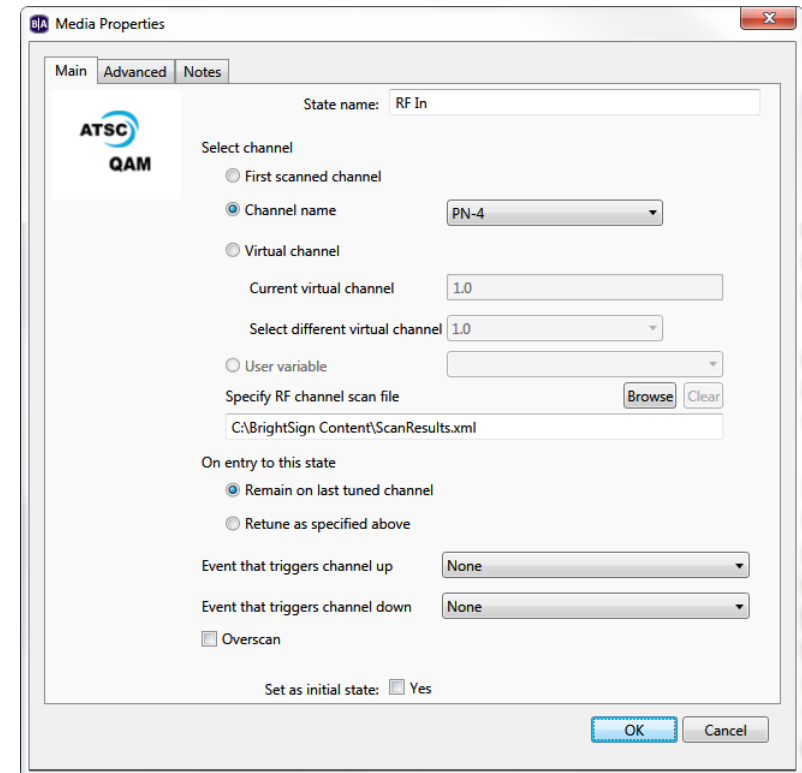 B|A Media Properties
Main Advanced Notes
ATSC
QAM
State name: RF In
Select channel
First scanned channel
Channel name PN-4
Virtual channel
Current virtual channel 1.0
Select different virtual channel 1.0
User variable
Specify RF channel scan file Browse Clear
C:\BrightSign Content\ScanResults.xml
On entry to this state
Remain on last tuned channel
Retune as specified above
Event that triggers channel up None
Event that triggers channel down None
Overscan
Set as initial state: Yes
OK Cancel